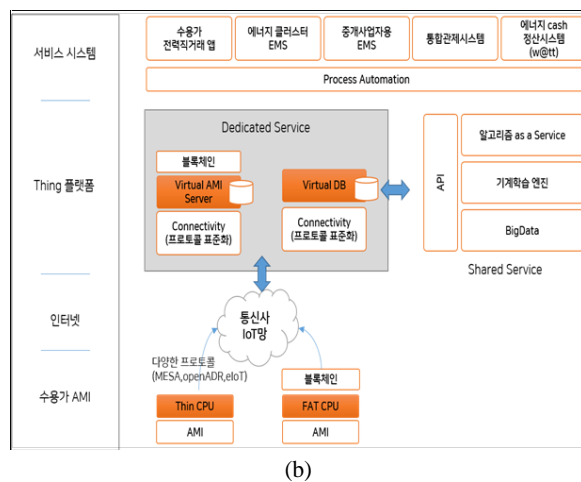 서비스 시스템
수용가
전력직거래 앱
에너지 클러스터
EMS
중개사업자용
EMS
통합관제시스템
에너지 cash
정산시스템
(w@tt)
Process Automation
Thing 플랫폼
Dedicated Service
블록체인
Virtual AMI
Server
Connectivity
(프로토콜 표준화)
Virtual DB
Connectivity
(프로토콜 표준화)
API
알고리즘 as a Service
기계학습 엔진
BigData
Shared Service
인터넷
통신사
IoT망
다양한 프로토콜
(MESA,openADR,eIoT)
수용가 AMI
Thin CPU
AMI
블록체인
FAT CPU
AMI
(b)